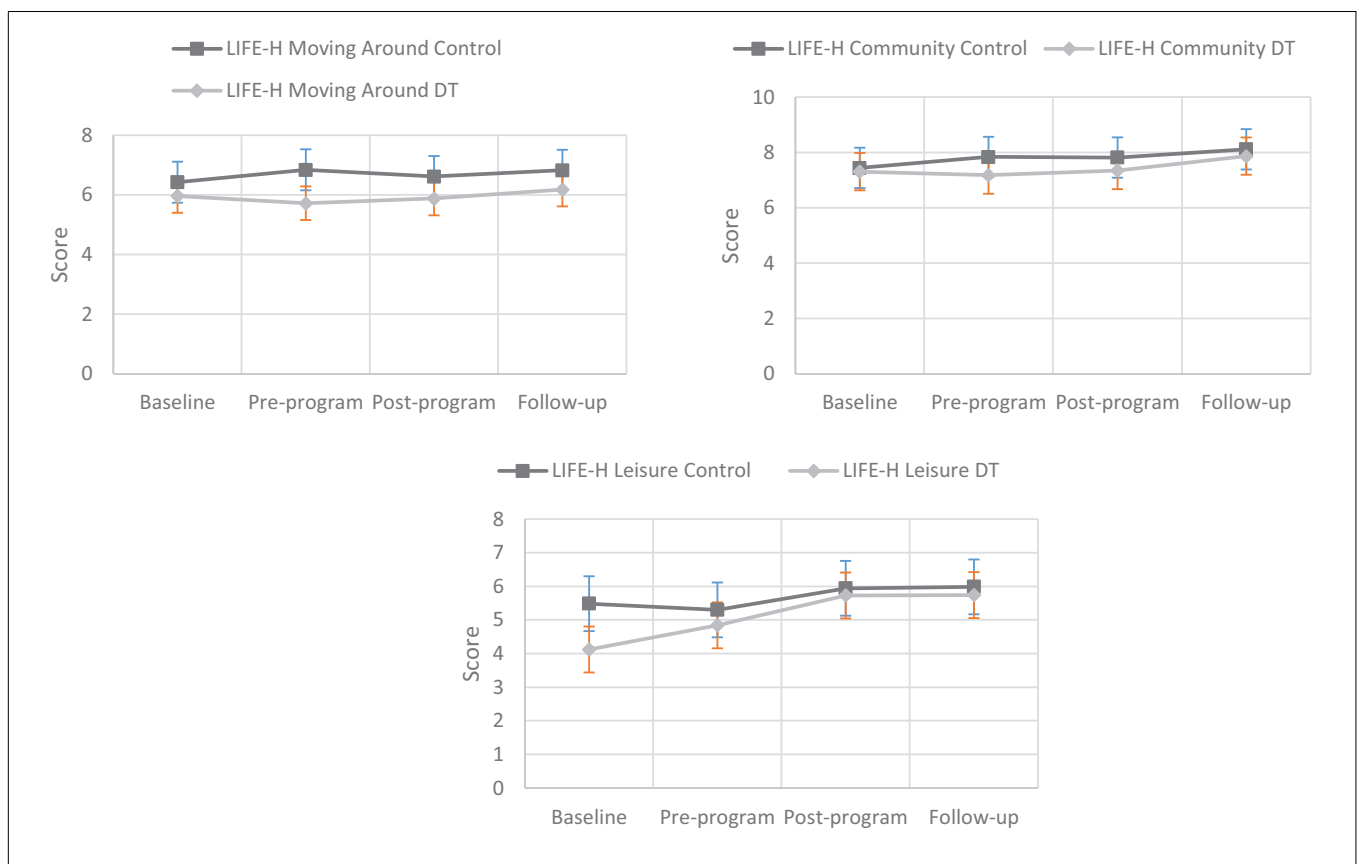 LIFE-H Moving Around Control
LIFE-H Moving Around DT
8
6
4
2
0
Score
Baseline Pre-program Post-program Follow-up
LIFE-H Community Control LIFE-H Community DT
10
8
6
4
2
0
Score
Baseline Pre-program Post-program Follow-up
LIFE-H Leisure Control LIFE-H Leisure DT
8
7
6
5
4
3
2
1
0
Score
Baseline Pre-program Post-program Follow-up